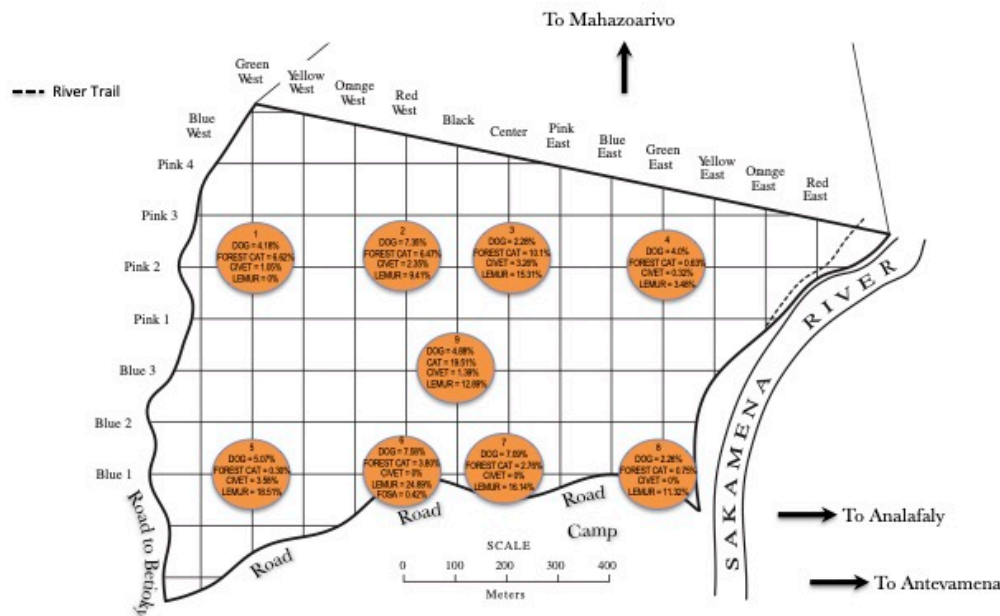 To Mahazoarivo
River Trail
Green
West
Yellow
West
Orange
West
Red
West
Black
Center
Pink
East
Blue
East
Green
East
Yellow
East
Orange
East
Red
East
Blue
West
Pink 4
Pink 3
Pink 2
Pink 1
Blue 3
Blue 2
Blue 1
1
DOG = 4.18%
FOREST CAT = 6.62%
CIVET = 1.05%
LEMUR = 0%
2
DOG = 7.35%
FOREST CAT = 6.47%
CIVET = 2.35%
LEMUR = 9.41%
3
DOG = 2.28%
FOREST CAT = 10.1%
CIVET = 3.26%
LEMUR = 15.31%
4
DOG = 4.0%
FOREST CAT = 0.63%
CIVET = 0.32%
LEMUR = 3.48%
9
DOG = 4.88%
CAT = 19.51%
CIVET = 1.39%
LEMUR = 12.89%
5
DOG = 5.07%
FOREST CAT = 0.30%
CIVET = 3.56%
LEMUR = 18.51%
6
DOG = 7.58%
FOREST CAT = 3.80%
CIVET = 0%
LEMUR = 24.89%
FOSA = 0.42%
7
DOG = 7.09%
FOREST CAT = 2.76%
CIVET = 0%
LEMUR = 16.14%
8
DOG = 2.26%
FOREST CAT = 0.75%
CIVET = 0%
LEMUR = 11.32%
Road to Betioky
Road
Road
Road
Camp
SAKAMENA RIVER
To Analafaly
To Antevamena
SCALE
0 100 200 300 400
Meters